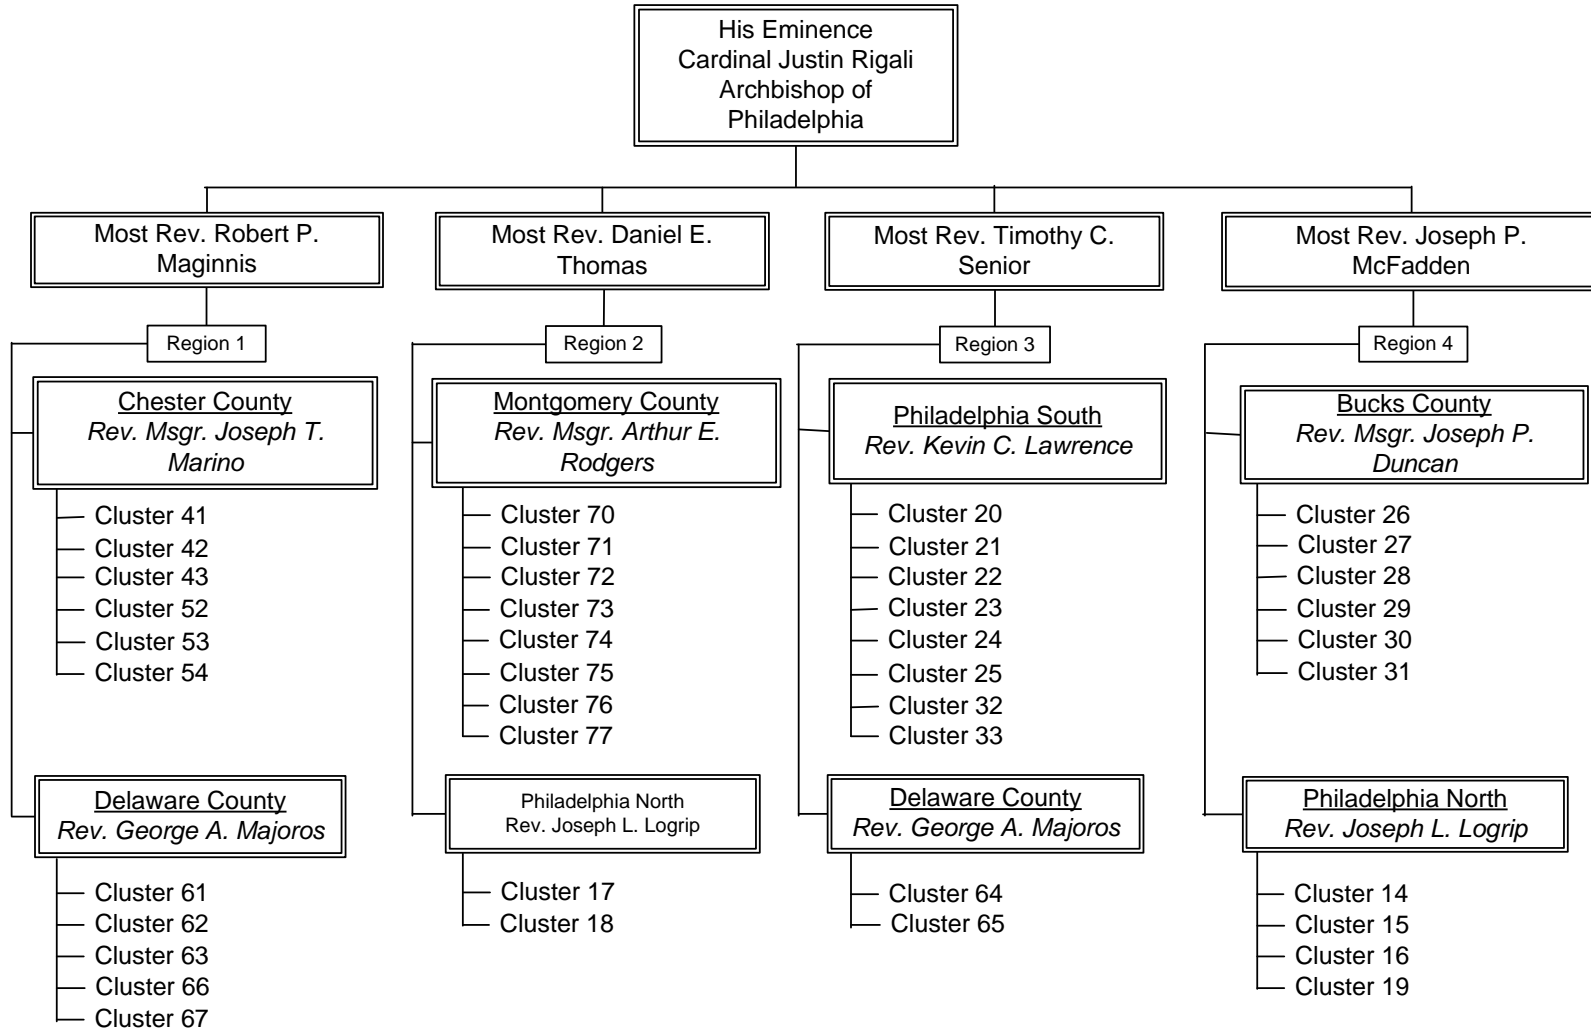 His Eminence
Cardinal Justin Rigali
Archbishop of
Philadelphia
Most Rev. Robert P.
Maginnis
Most Rev. Daniel E.
Thomas
Most Rev. Timothy C.
Senior
Most Rev. Joseph P.
McFadden
Region 1
Region 2
Region 3
Region 4
Chester County
Rev. Msgr. Joseph T.
Marino
Cluster 41
Cluster 42
Cluster 43
Cluster 52
Cluster 53
Cluster 54
Delaware County
Rev. George A. Majoros
Cluster 61
Cluster 62
Cluster 63
Cluster 66
Cluster 67
Montgomery County
Rev. Msgr. Arthur E.
Rodgers
Cluster 70
Cluster 71
Cluster 72
Cluster 73
Cluster 74
Cluster 75
Cluster 76
Cluster 77
Philadelphia North
Rev. Joseph L. Logrip
Cluster 17
Cluster 18
Philadelphia South
Rev. Kevin C. Lawrence
Cluster 20
Cluster 21
Cluster 22
Cluster 23
Cluster 24
Cluster 25
Cluster 32
Cluster 33
Delaware County
Rev. George A. Majoros
Cluster 64
Cluster 65
Bucks County
Rev. Msgr. Joseph P.
Duncan
Cluster 26
Cluster 27
Cluster 28
Cluster 29
Cluster 30
Cluster 31
Philadelphia North
Rev. Joseph L. Logrip
Cluster 14
Cluster 15
Cluster 16
Cluster 19